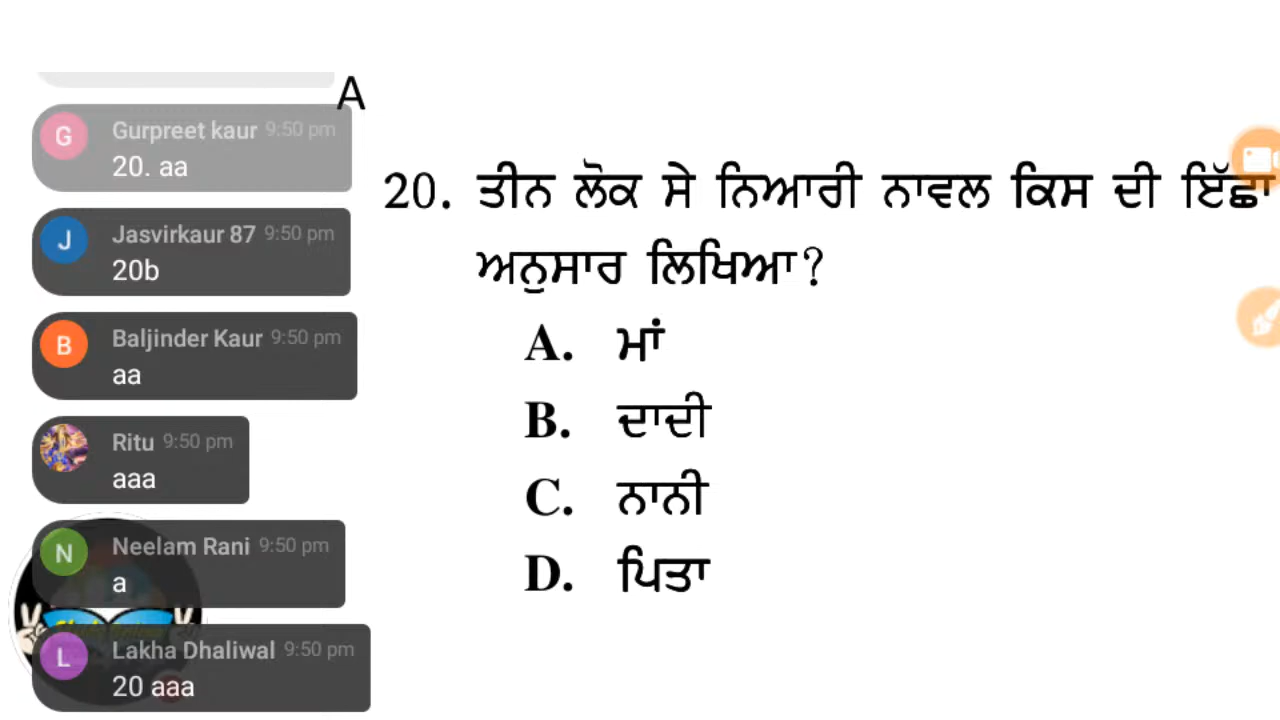 A
Gurpreet kaur 9:50 pm
20. aa
Jasvirkaur 87 9:50 pm
20b
Baljinder Kaur 9:50 pm
aa
Ritu 9:50 pm
aaa
Neelam Rani 9:50 pm
a
Lakha Dhaliwal 9:50 pm
20 aaa
G
J
B
N
L
20. ਤੀਨ ਲੋਕ ਸੇ ਨਿਆਰੀ ਨਾਵਲ ਕਿਸ ਦੀ ਇੱਛਾ
ਅਨੁਸਾਰ ਲਿਖਿਆ?
A. ਮਾਂ
B. ਦਾਦੀ
C. ਨਾਨੀ
D. ਪਿਤਾ